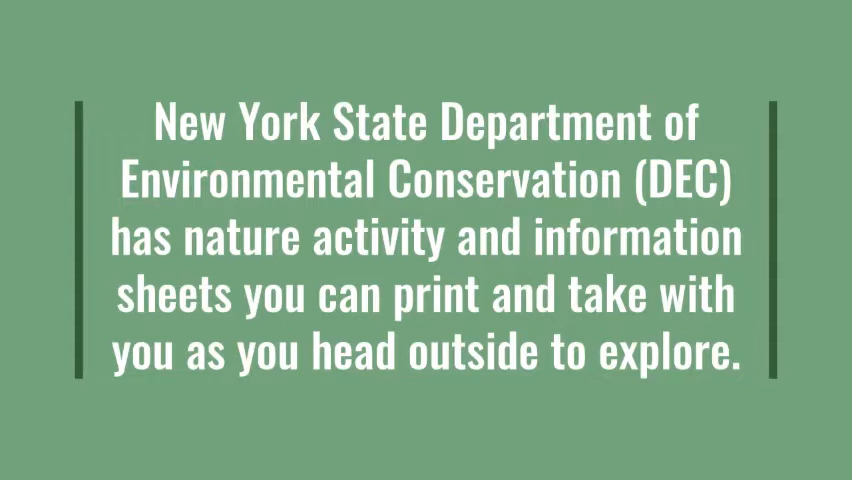 New York State Department of
Environmental Conservation (DEC)
has nature activity and information
sheets you can print and take with
you as you head outside to explore.